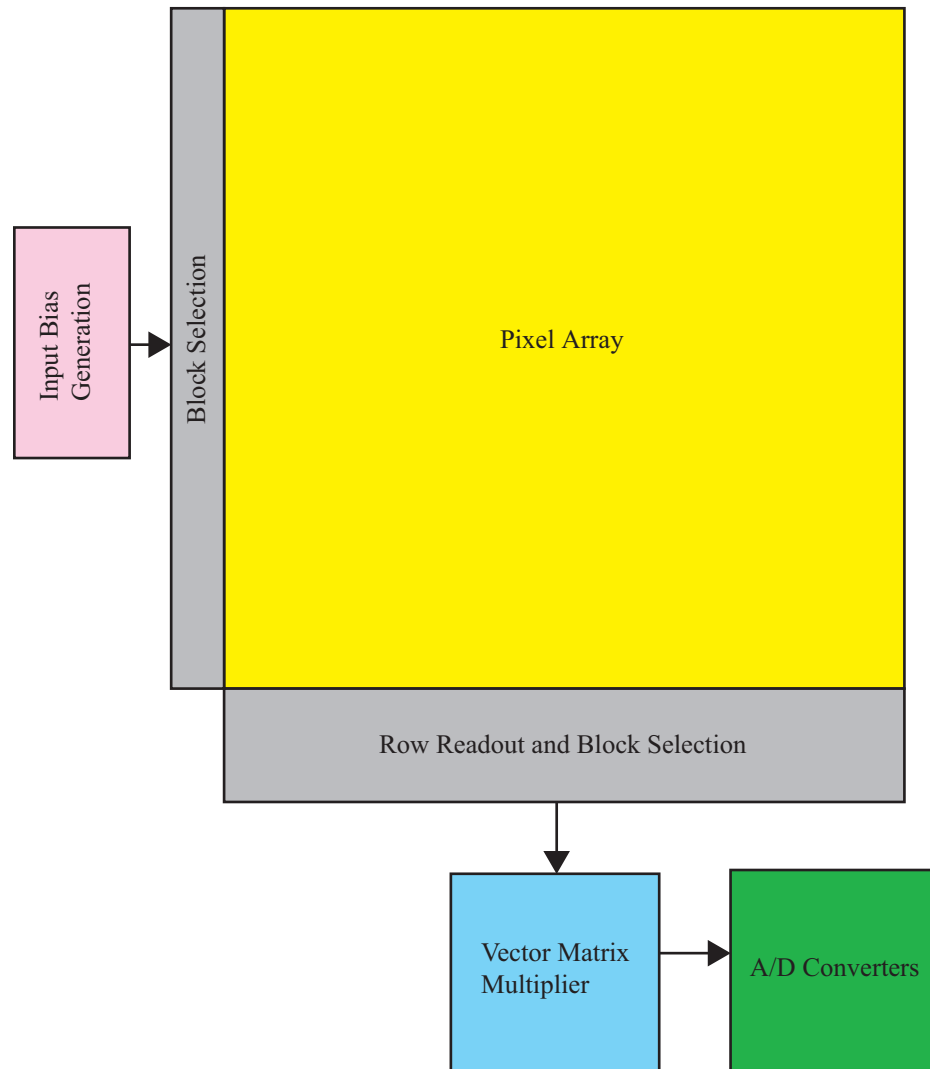 Input Bias
Generation
Block Selection
Pixel Array
Row Readout and Block Selection
Vector Matrix
Multiplier
A/D Converters